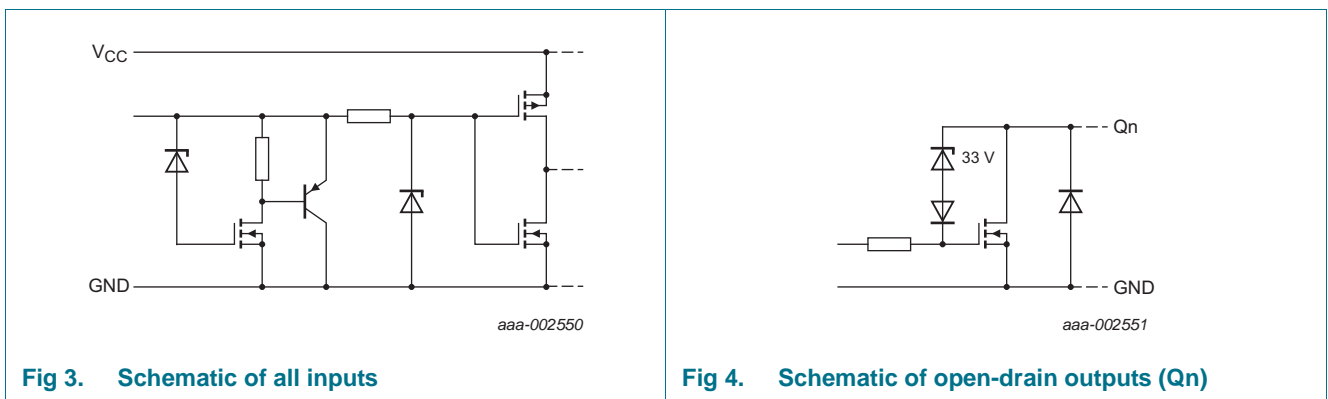 VCC
GND
aaa-002550
Fig 3. Schematic of all inputs
Qn
33 V
GND
aaa-002551
Fig 4. Schematic of open-drain outputs (Qn)